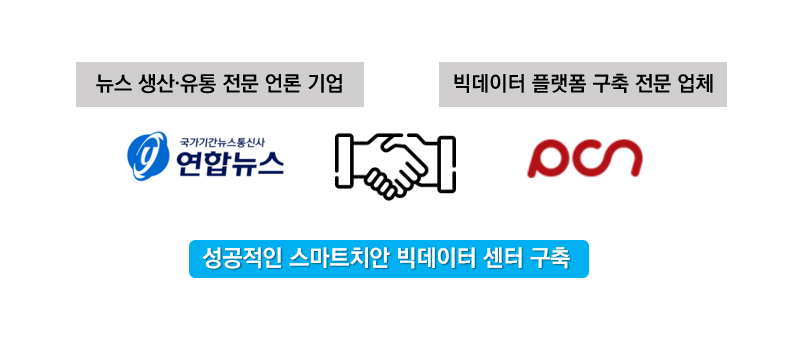 뉴스 생산·유통 전문 언론 기업
빅데이터 플랫폼 구축 전문 업체
국가기간뉴스통신사
연합뉴스
pcn
성공적인 스마트치안 빅데이터 센터 구축